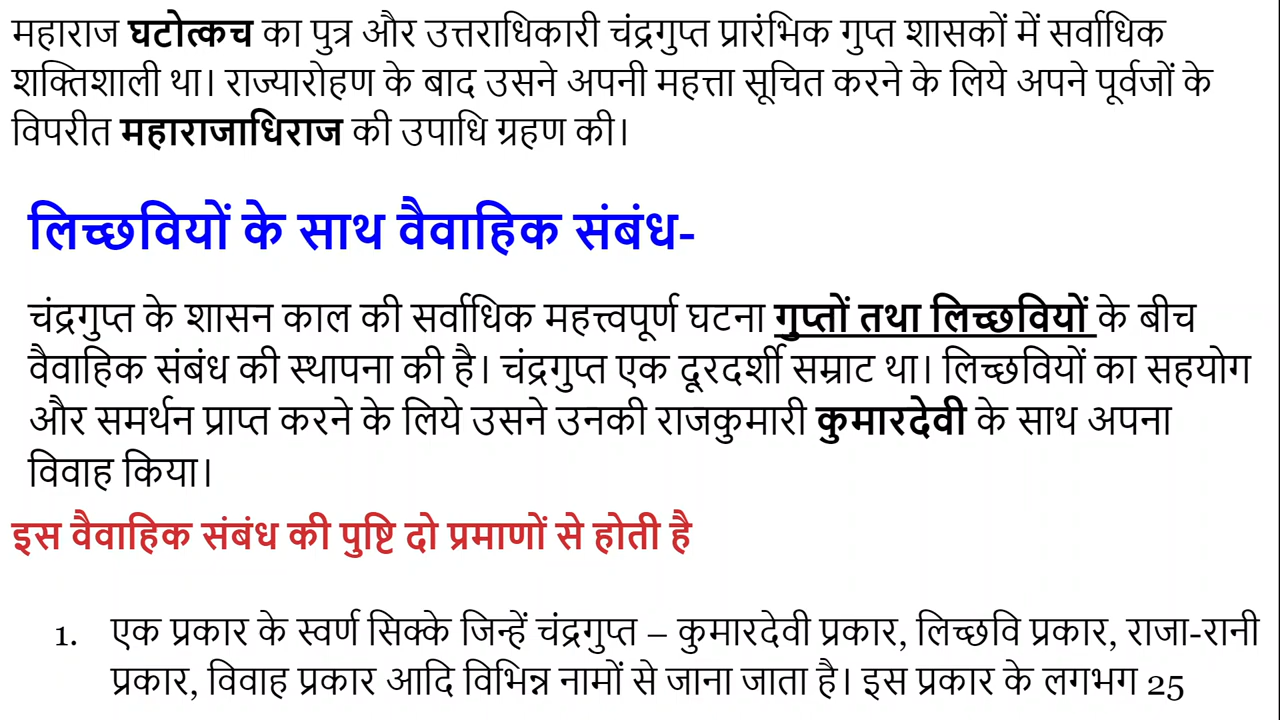 महाराज घटोत्कच का पुत्र और उत्तराधिकारी चंद्रगुप्त प्रारंभिक गुप्त शासकों में सर्वाधिक
शक्तिशाली था। राज्यारोहण के बाद उसने अपनी महत्ता सूचित करने के लिये अपने पूर्वजों के
विपरीत महाराजाधिराज की उपाधि ग्रहण की।
लिच्छवियों के साथ वैवाहिक संबंध-
चंद्रगुप्त के शासन काल की सर्वाधिक महत्त्वपूर्ण घटना गुप्तों तथा लिच्छवियों के बीच
वैवाहिक संबंध की स्थापना की है। चंद्रगुप्त एक दूरदर्शी सम्राट था। लिच्छवियों का सहयोग
और समर्थन प्राप्त करने के लिये उसने उनकी राजकुमारी कुमारदेवी के साथ अपना
विवाह किया।
इस वैवाहिक संबंध की पुष्टि दो प्रमाणों से होती है
1. एक प्रकार के स्वर्ण सिक्के जिन्हें चंद्रगुप्त – कुमारदेवी प्रकार, लिच्छवि प्रकार, राजा-रानी
प्रकार, विवाह प्रकार आदि विभिन्न नामों से जाना जाता है। इस प्रकार के लगभग 25